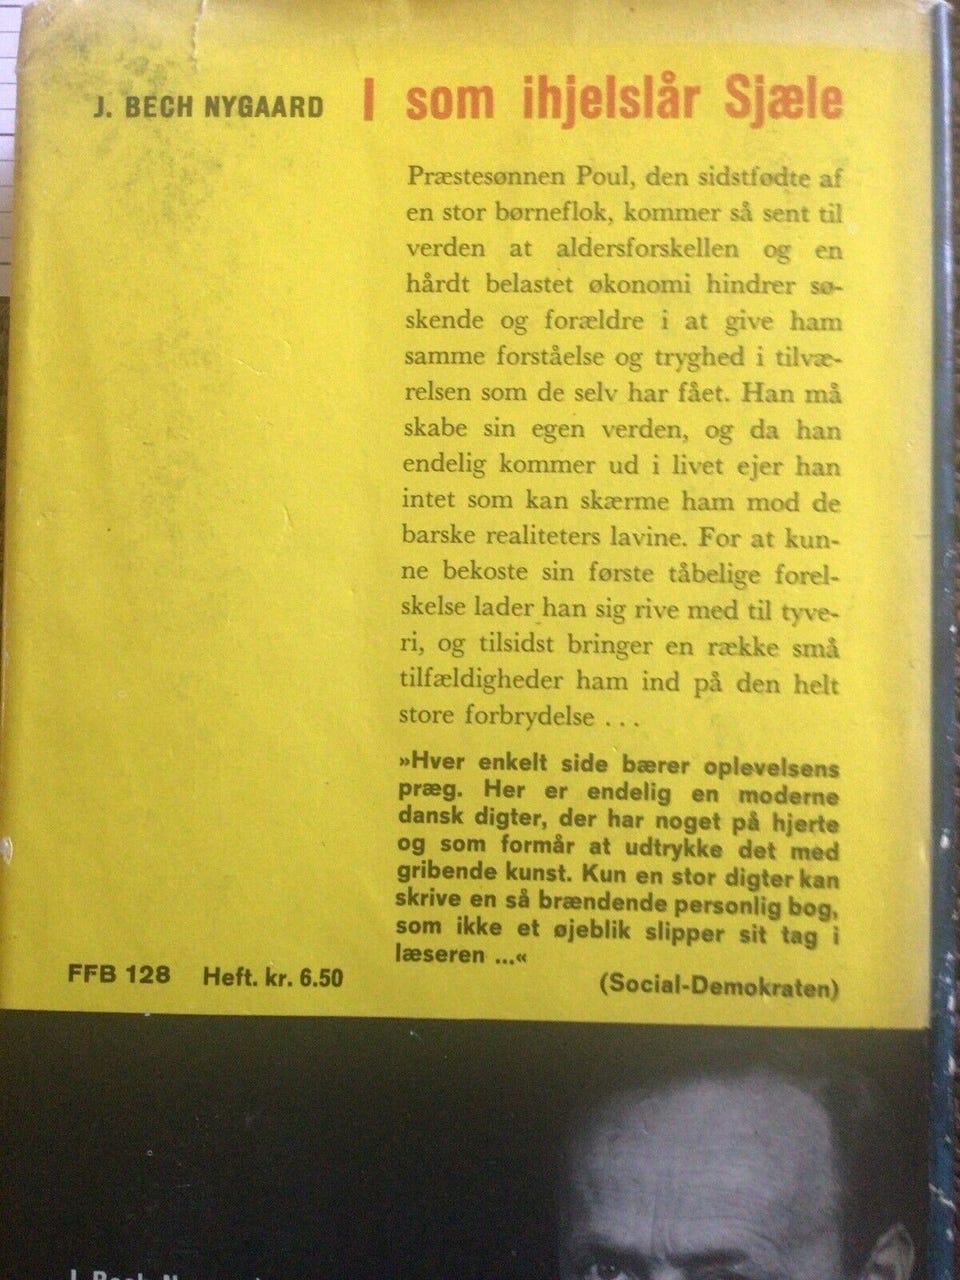 J. BECH NYGAARD I som ihjelslår Sjæle
Præstesønnen Poul, den sidstfødte af
en stor børneflok, kommer så sent til
verden at aldersforskellen og en
hårdt belastet økonomi hindrer sø-
skende og forældre i at give ham
samme forståelse og tryghed i tilvæ-
relsen som de selv har fået. Han må
skabe sin egen verden, og da han
endelig kommer ud i livet ejer han
intet som kan skærme ham mod de
barske realiteters lavine. For at kun-
ne bekoste sin første tåbelige forel-
skelse lader han sig rive med til tyve-
ri, og tilsidst bringer en række små
tilfældigheder ham ind på den helt
store forbrydelse ...
»Hver enkelt side bærer oplevelsens
præg. Her er endelig en moderne
dansk digter, der har noget på hjerte
og som formår at udtrykke det med
gribende kunst. Kun en stor digter kan
skrive en så brændende personlig bog,
som ikke et øjeblik slipper sit tag i
læseren ...«
(Social-Demokraten)
FFB 128 Heft. kr. 6.50